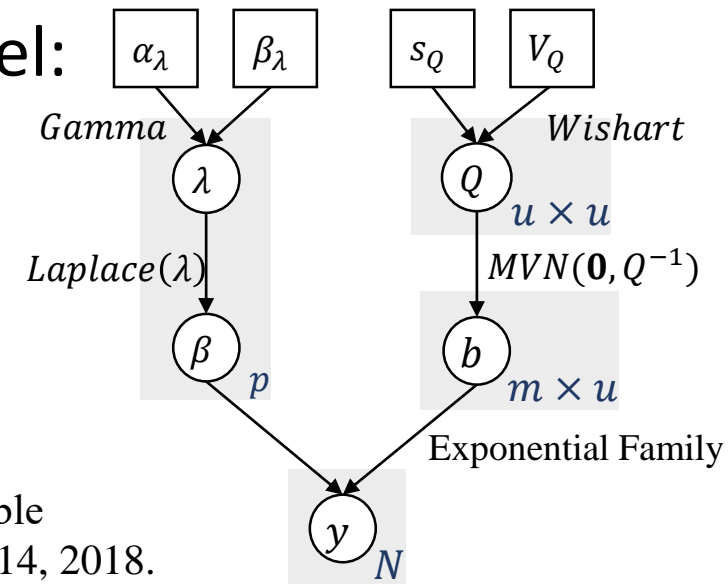 el:
α_λ β_λ s_Q V_Q
Gamma Wishart
λ Q
u × u
Laplace(λ) MVN(𝟎, Q⁻¹)
β b
p m × u
Exponential Family
ble
y
14, 2018.
N